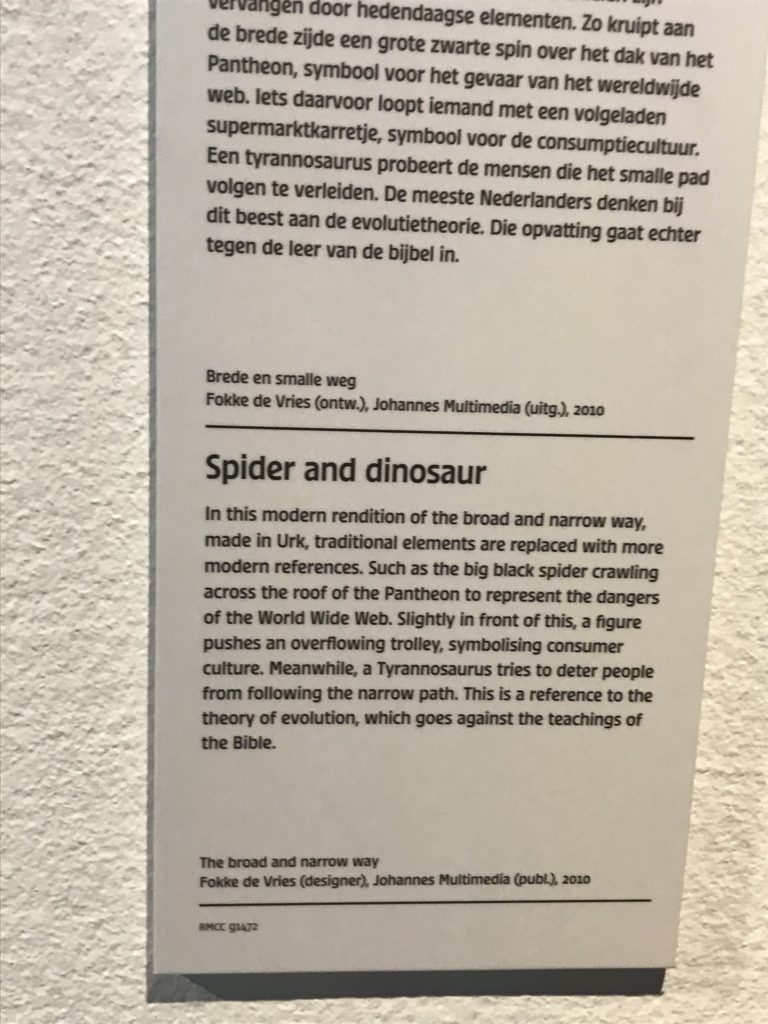 vervangen door hedendaagse elementen. Zo kruipt aan
de brede zijde een grote zwarte spin over het dak van het
Pantheon, symbool voor het gevaar van het wereldwijde
web. Iets daarvoor loopt iemand met een volgeladen
supermarktkarretje, symbool voor de consumptiecultuur.
Een tyrannosaurus probeert de mensen die het smalle pad
volgen te verleiden. De meeste Nederlanders denken bij
dit beest aan de evolutietheorie. Die opvatting gaat echter
tegen de leer van de bijbel in.
Brede en smalle weg
Fokke de Vries (ontw.), Johannes Multimedia (uitg.), 2010
Spider and dinosaur
In this modern rendition of the broad and narrow way,
made in Urk, traditional elements are replaced with more
modern references. Such as the big black spider crawling
across the roof of the Pantheon to represent the dangers
of the World Wide Web. Slightly in front of this, a figure
pushes an overflowing trolley, symbolising consumer
culture. Meanwhile, a Tyrannosaurus tries to deter people
from following the narrow path. This is a reference to the
theory of evolution, which goes against the teachings of
the Bible.
The broad and narrow way
Fokke de Vries (designer), Johannes Multimedia (publ.), 2010
RMCC g1472